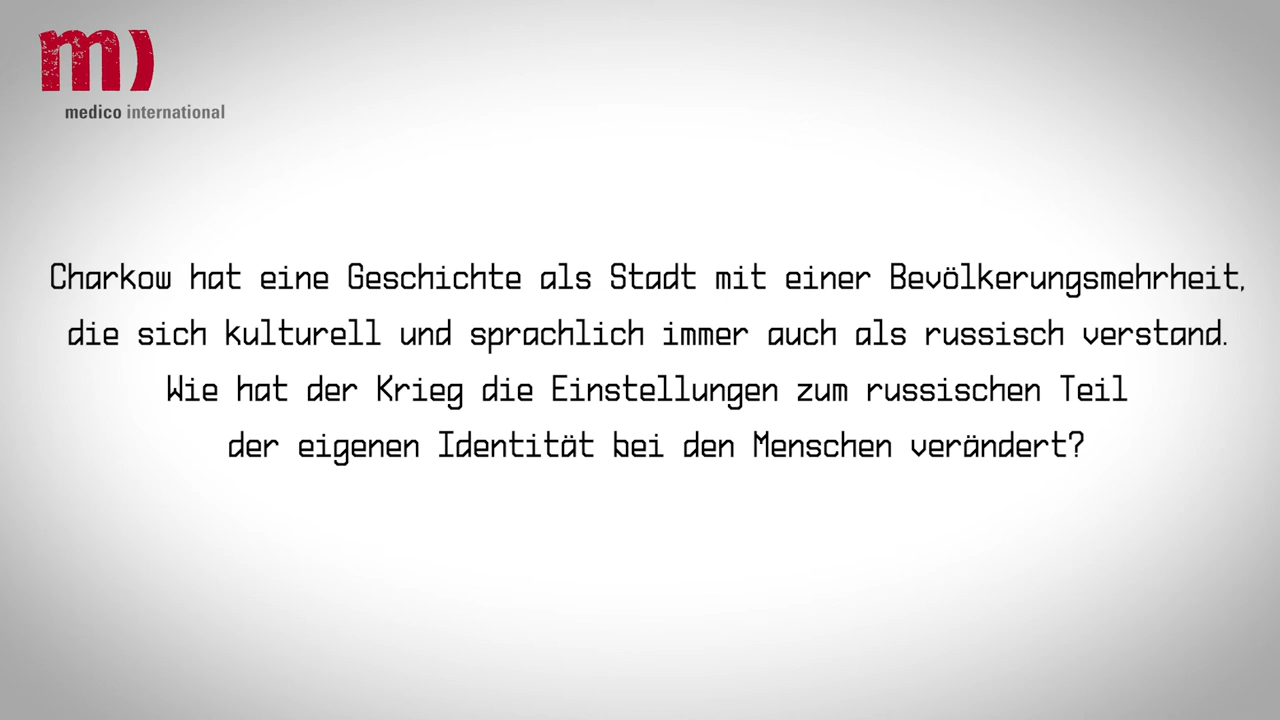 m)
medico international
Charkow hat eine Geschichte als Stadt mit einer Bevölkerungsmehrheit,
die sich kulturell und sprachlich immer auch als russisch verstand.
Wie hat der Krieg die Einstellungen zum russischen Teil
der eigenen Identität bei den Menschen verändert?